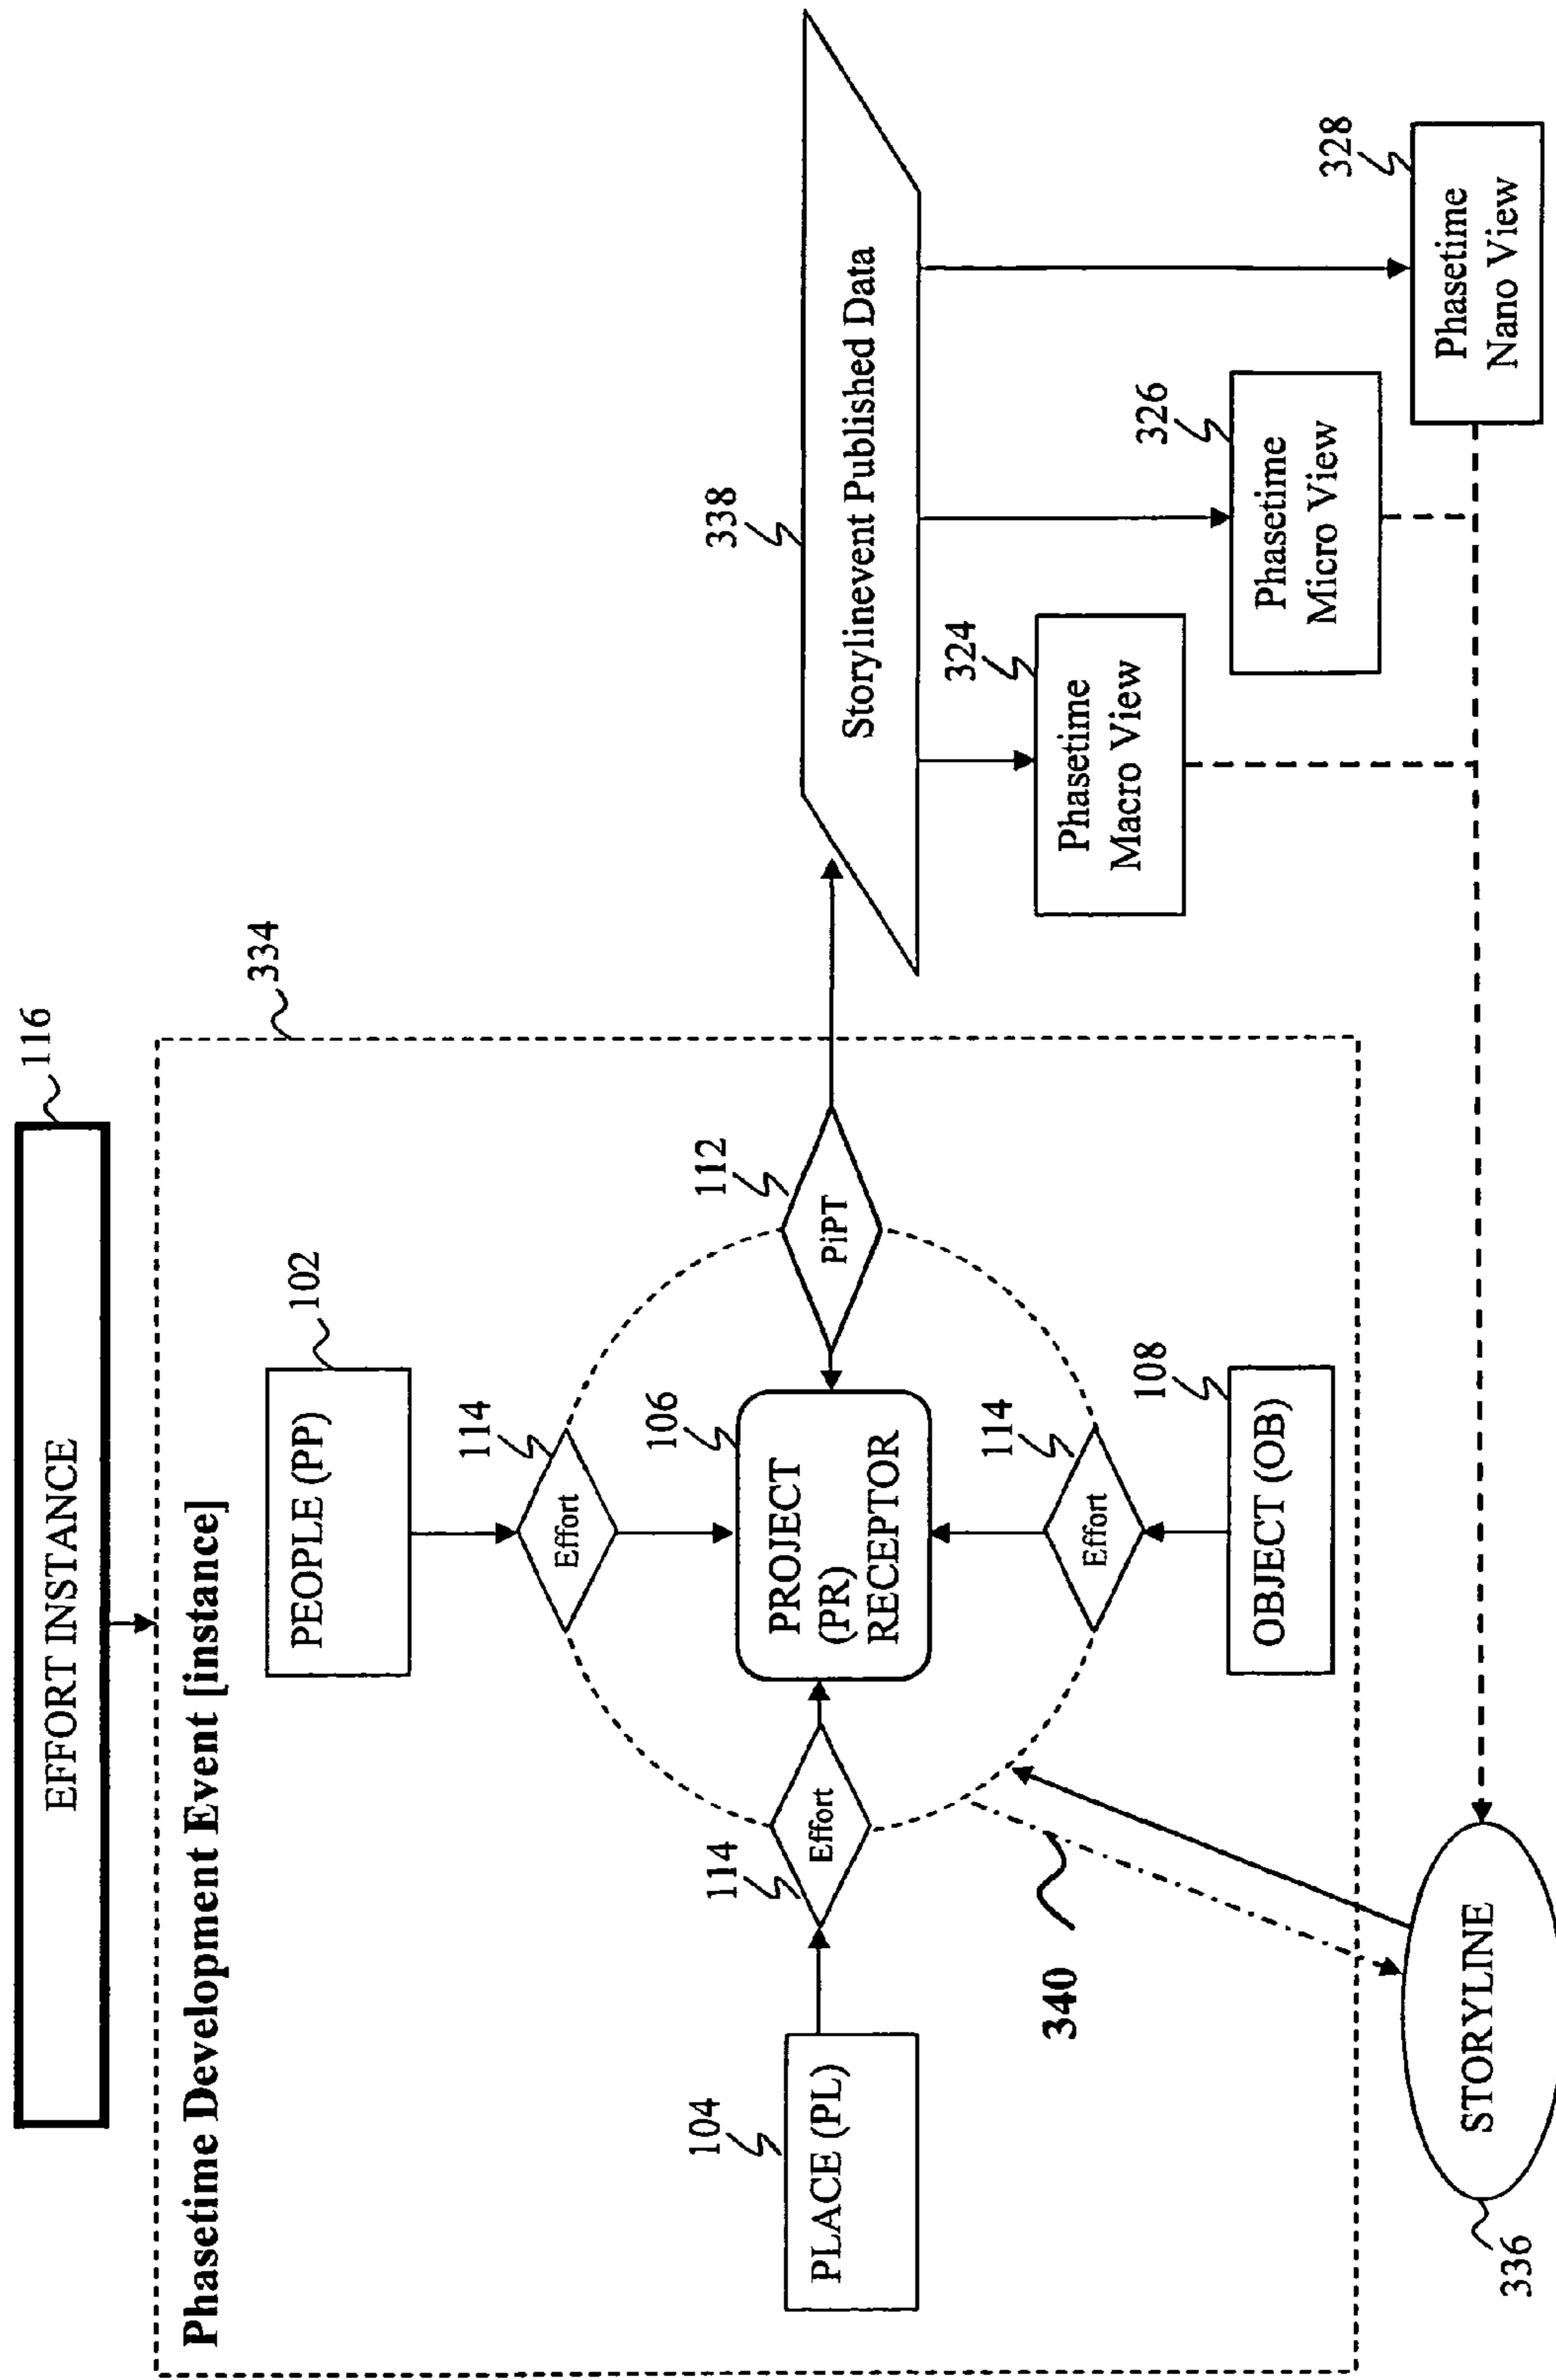 EFFORT INSTANCE
116
Phasetime Development Event [instance]
334
PEOPLE (PP)
102
114
Effort
104
PLACE (PL)
114
Effort
106
PROJECT
(PR)
RECEPTOR
112
PiPT
114
Effort
108
OBJECT (OB)
340
336
STORYLINE
338
Storylinevent Published Data
324
Phasetime
Macro View
326
Phasetime
Micro View
328
Phasetime
Nano View